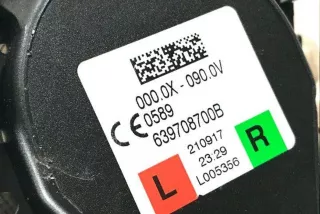 000.0X - 090.0V
CE 0589
639708700B
210917
23:29
L005356
L
R